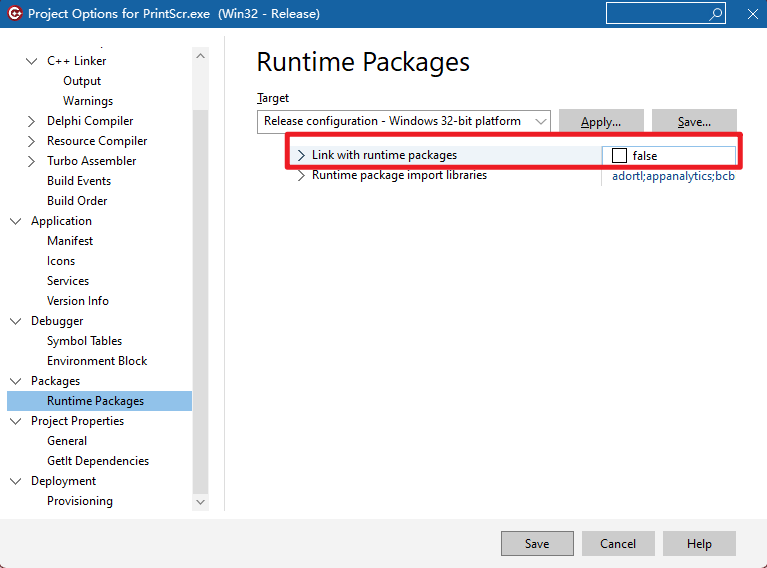 Project Options for PrintScr.exe (Win32 - Release)
C++ Linker
Output
Warnings
Delphi Compiler
Resource Compiler
Turbo Assembler
Build Events
Build Order
Application
Manifest
Icons
Services
Version Info
Debugger
Symbol Tables
Environment Block
Packages
Runtime Packages
Project Properties
General
GetIt Dependencies
Deployment
Provisioning
Runtime Packages
Target
Release configuration - Windows 32-bit platform
Apply...
Save...
Link with runtime packages
false
Runtime package import libraries
adortl;appanalytics;bcb
Save
Cancel
Help